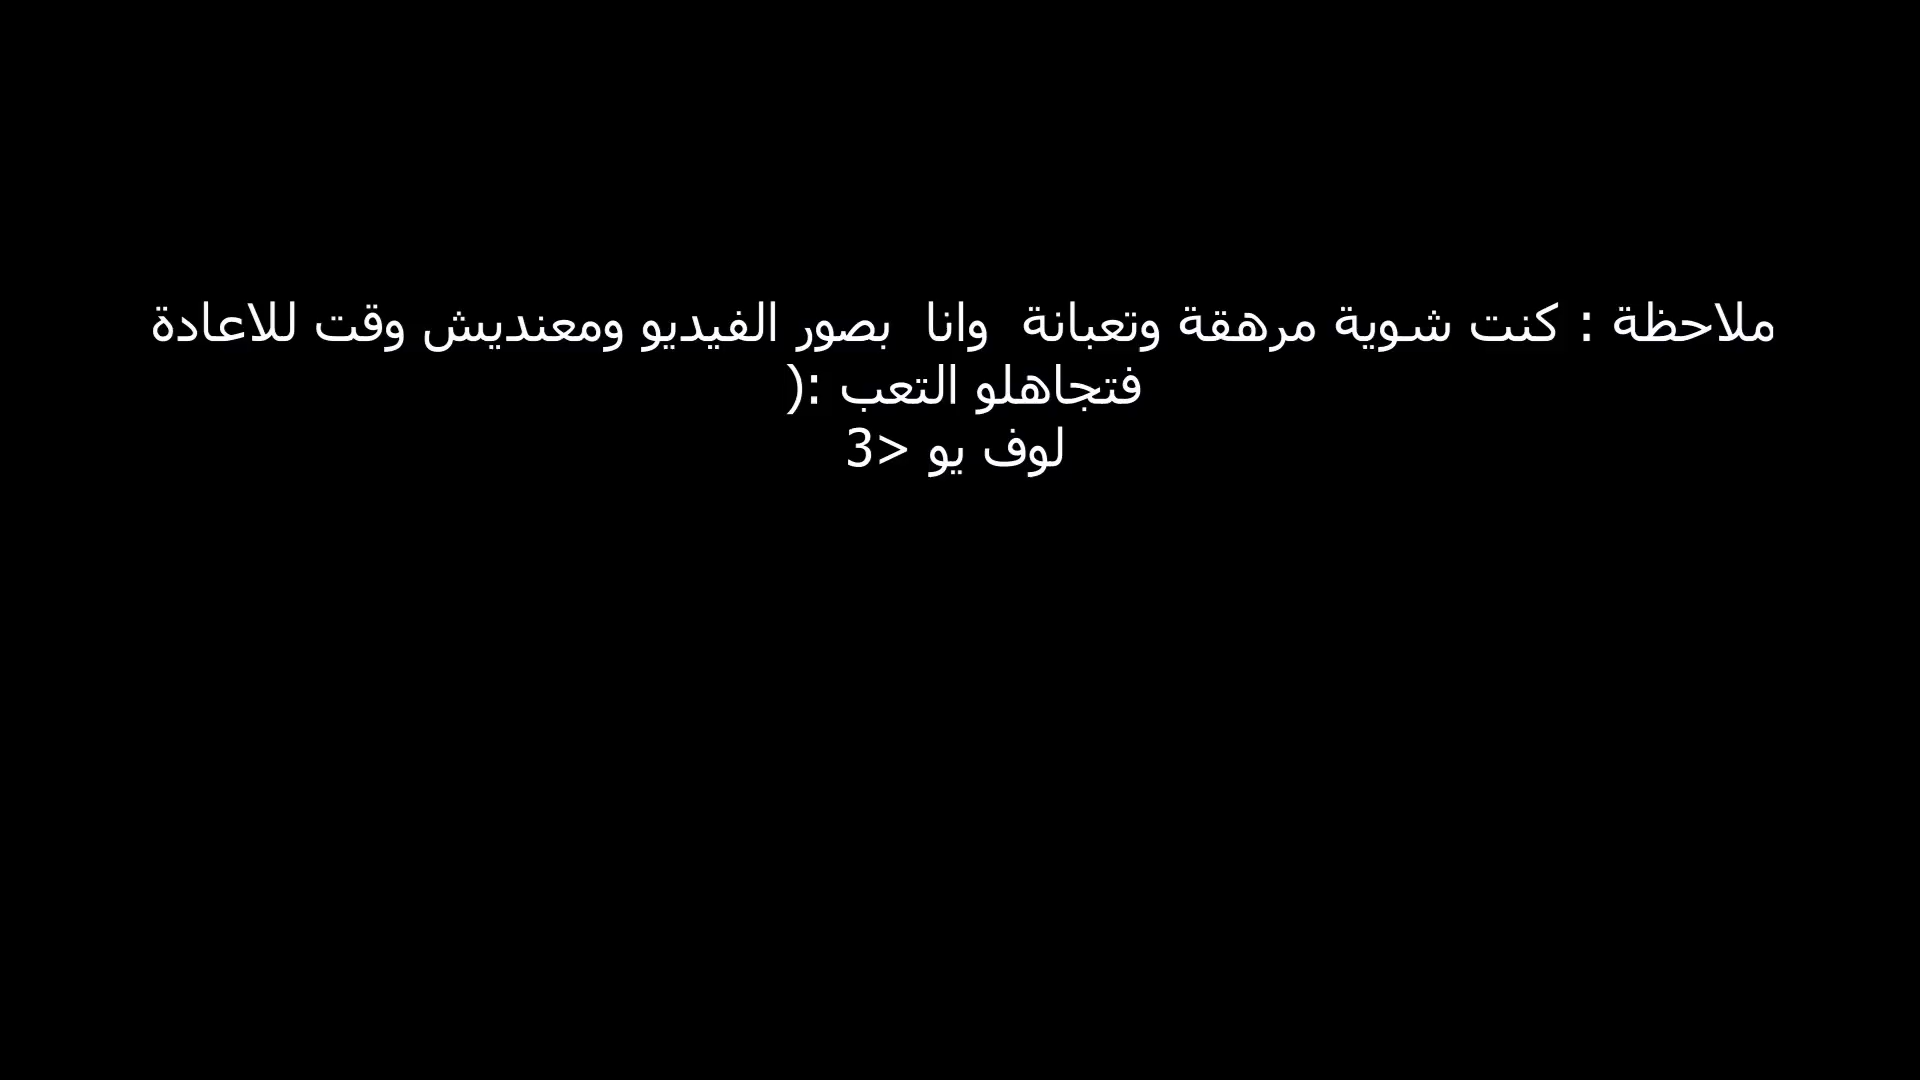 ملاحظة : كنت شوية مرهقة وتعبانة وانا بصور الفيديو ومعنديش وقت للاعادة
فتجاهلو التعب :(
لوف يو <3